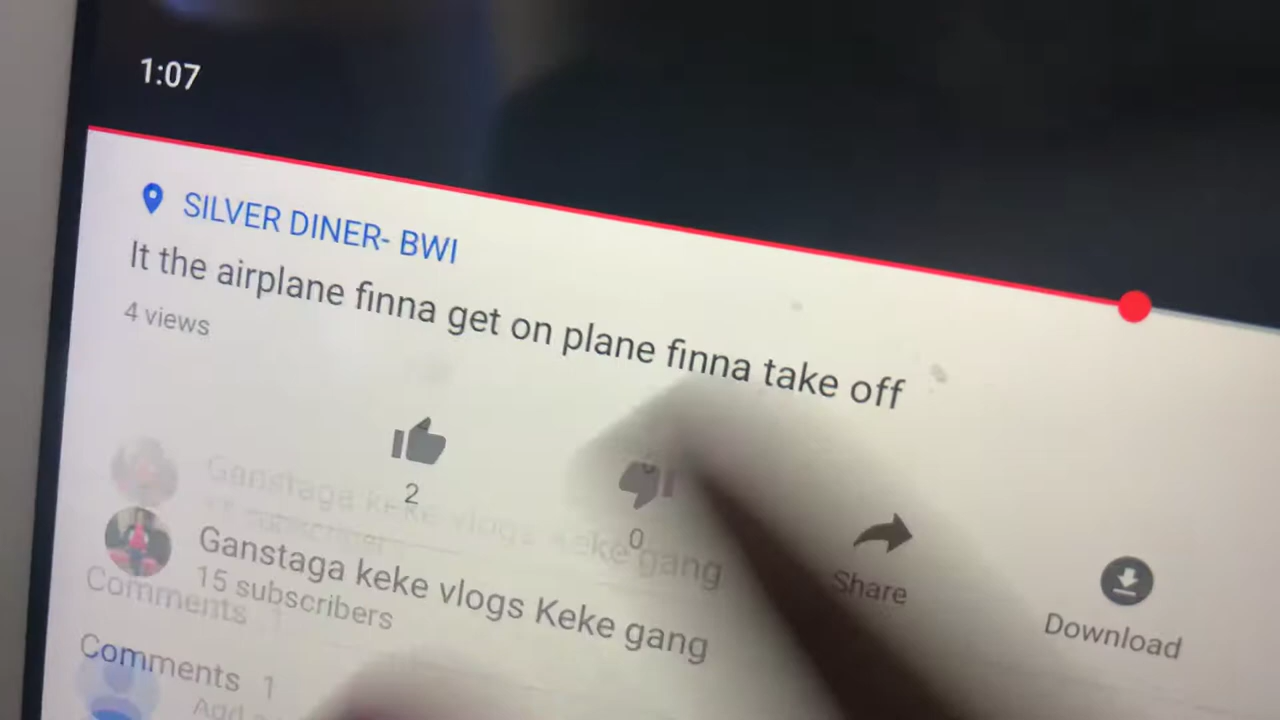 1:07
SILVER DINER- BWI
It the airplane finna get on plane finna take off
4 views
2
0
Share
Download
Ganstaga keke vlogs Keke gang
15 subscribers
Comments 1
Add